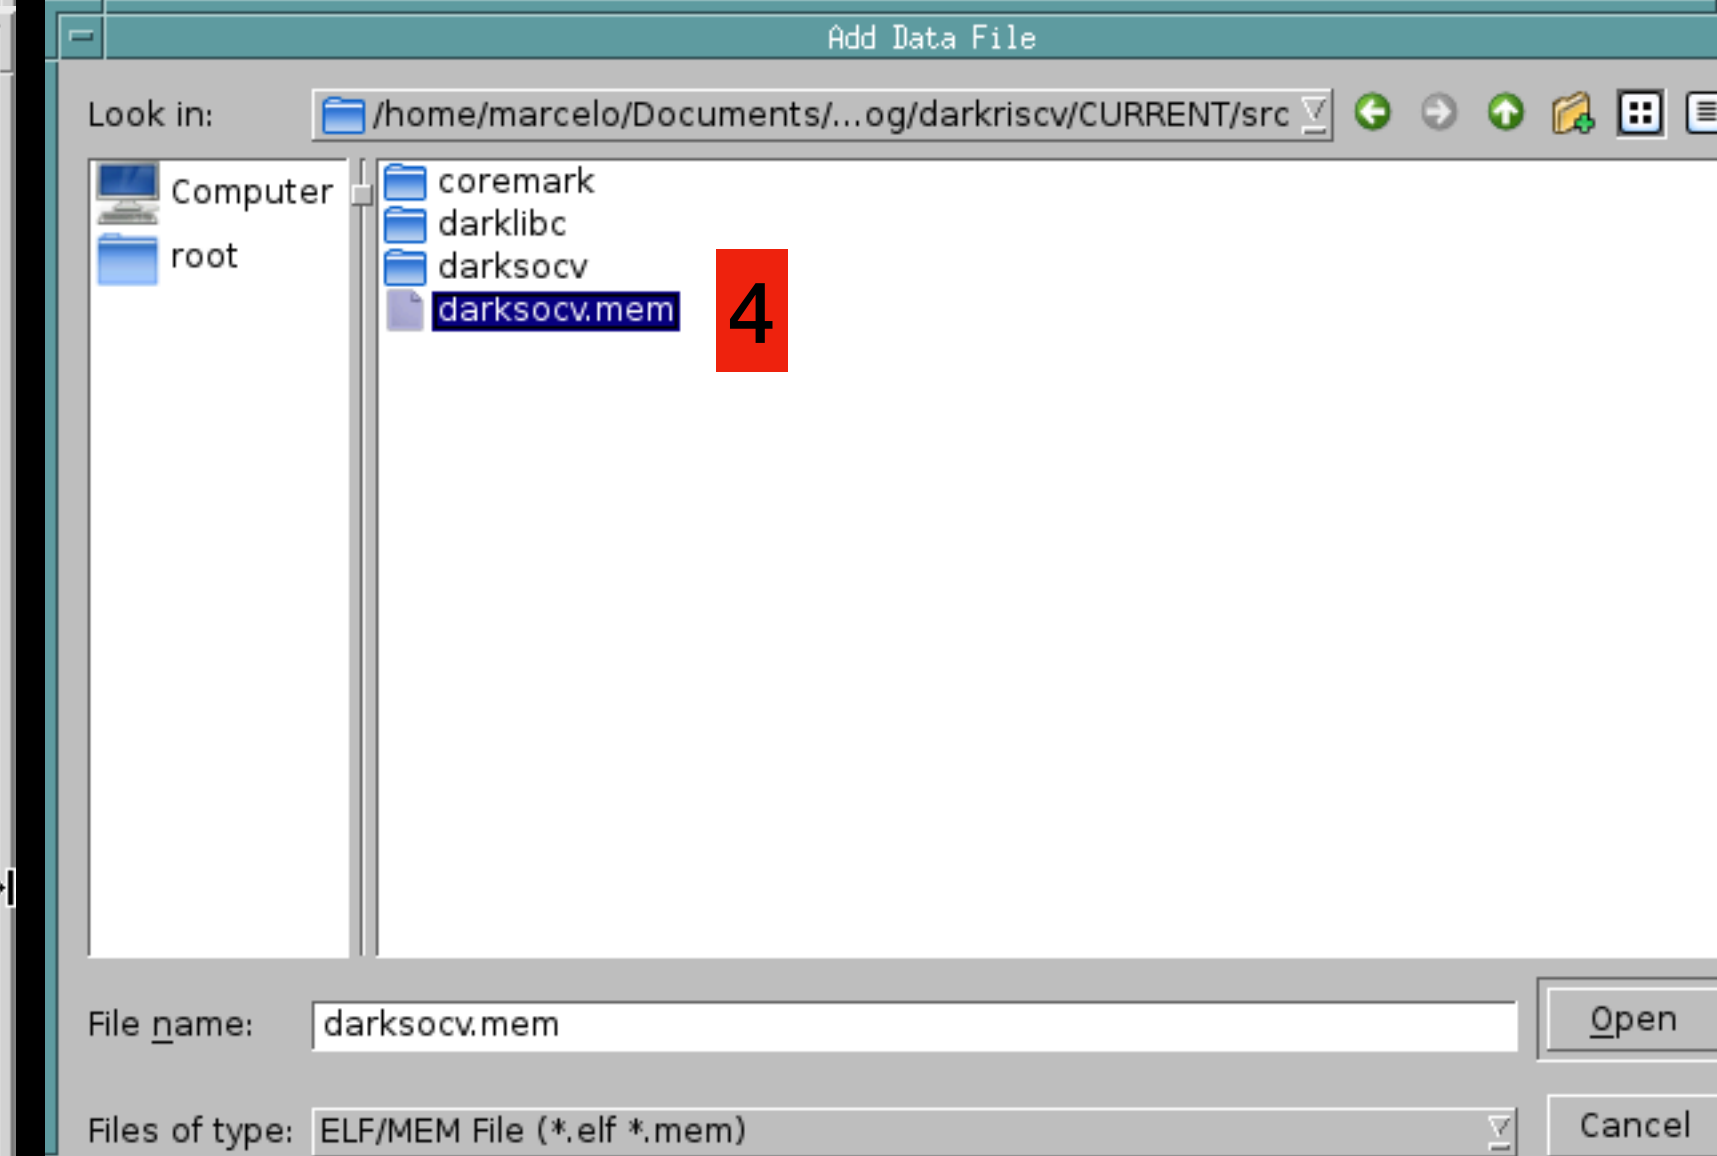 Add Data File
Look in: /home/marcelo/Documents/...og/darkriscv/CURRENT/src
Computer
root
coremark
darklibc
darksocv
darksocv.mem
4
File name: darksocv.mem
Open
Files of type: ELF/MEM File (*.elf *.mem)
Cancel